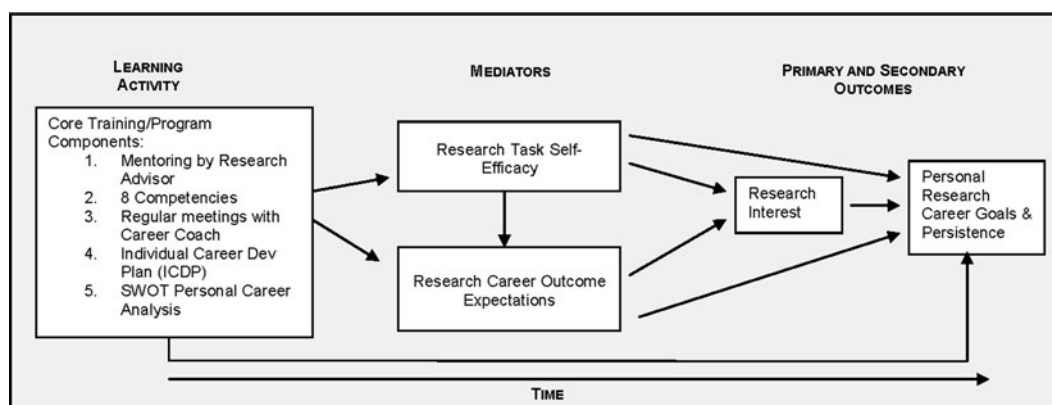 LEARNING
ACTIVITY
MEDIATORS
PRIMARY AND SECONDARY
OUTCOMES
Core Training/Program
Components:
1. Mentoring by Research
Advisor
2. 8 Competencies
3. Regular meetings with
Career Coach
4. Individual Career Dev
Plan (ICDP)
5. SWOT Personal Career
Analysis
Research Task Self-
Efficacy
Research Career Outcome
Expectations
Research
Interest
Personal
Research
Career Goals &
Persistence
TIME